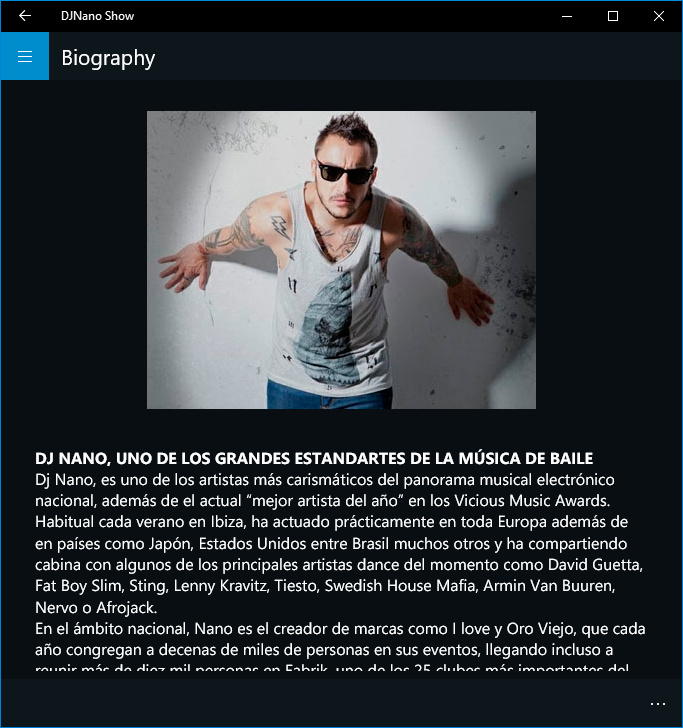 DJNano Show
Biography
DJ NANO, UNO DE LOS GRANDES ESTANDARTES DE LA MÚSICA DE BAILE
Dj Nano, es uno de los artistas más carismáticos del panorama musical electrónico
nacional, además de el actual “mejor artista del año” en los Vicious Music Awards.
Habitual cada verano en Ibiza, ha actuado prácticamente en toda Europa además de
en países como Japón, Estados Unidos entre Brasil muchos otros y ha compartiendo
cabina con algunos de los principales artistas dance del momento como David Guetta,
Fat Boy Slim, Sting, Lenny Kravitz, Tiesto, Swedish House Mafia, Armin Van Buuren,
Nervo o Afrojack.
En el ámbito nacional, Nano es el creador de marcas como I love y Oro Viejo, que cada
año congregan a decenas de miles de personas en sus eventos, llegando incluso a
reunir más de diez mil personas en Fabrik, uno de los 25 clubes más importantes del